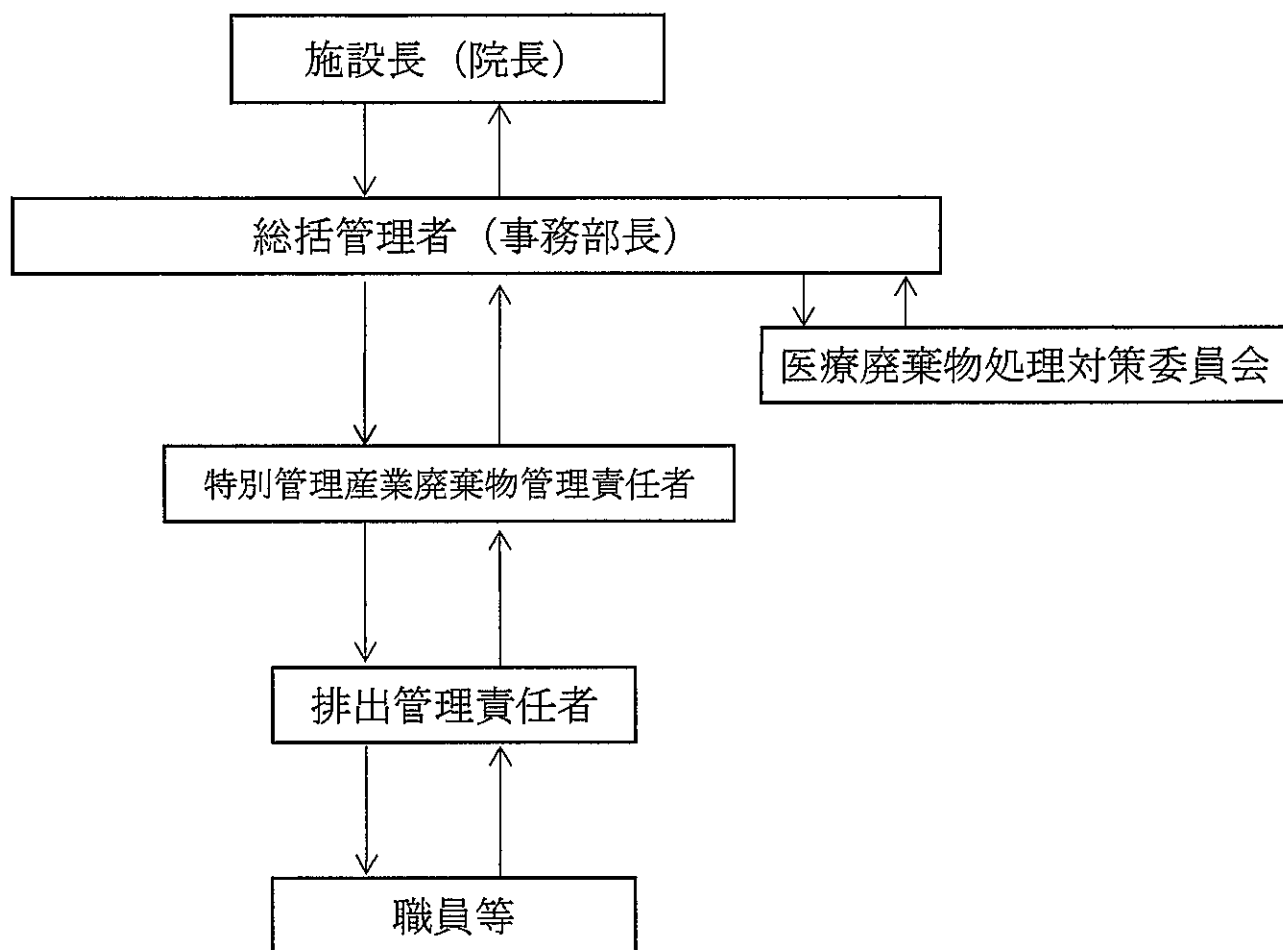 施設長（院長）
総括管理者（事務部長）
医療廃棄物処理対策委員会
特別管理産業廃棄物管理責任者
排出管理責任者
職員等